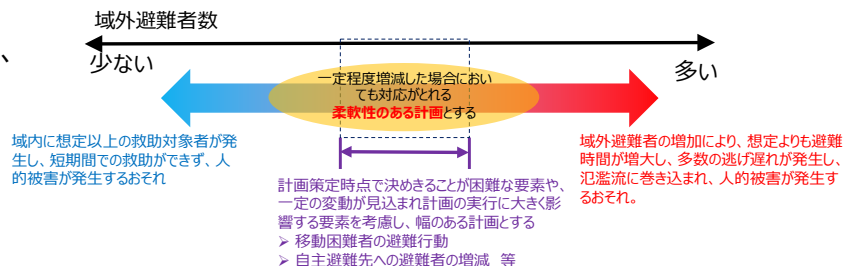 域外避難者数
、
少ない
多い
一定程度増減した場合におい
ても対応がとれる
柔軟性のある計画とする
域内に想定以上の救助対象者が発
生し、短期間での救助ができず、人
的被害が発生するおそれ
域外避難者の増加により、想定よりも避難
時間が増大し、多数の逃げ遅れが発生し、
氾濫流に巻き込まれ、人的被害が発生す
るおそれ。
計画策定時点で決めきることが困難な要素や、
一定の変動が見込まれ計画の実行に大きく影
響する要素を考慮し、幅のある計画とする
➢ 移動困難者の避難行動
➢ 自主避難先への避難者の増減 等